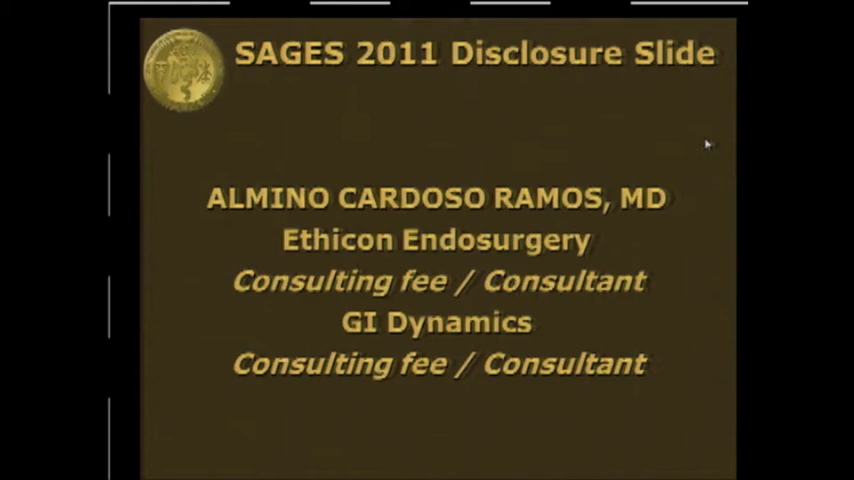 SAGES 2011 Disclosure Slide
ALMINO CARDOSO RAMOS, MD
Ethicon Endosurgery
Consulting fee / Consultant
GI Dynamics
Consulting fee / Consultant